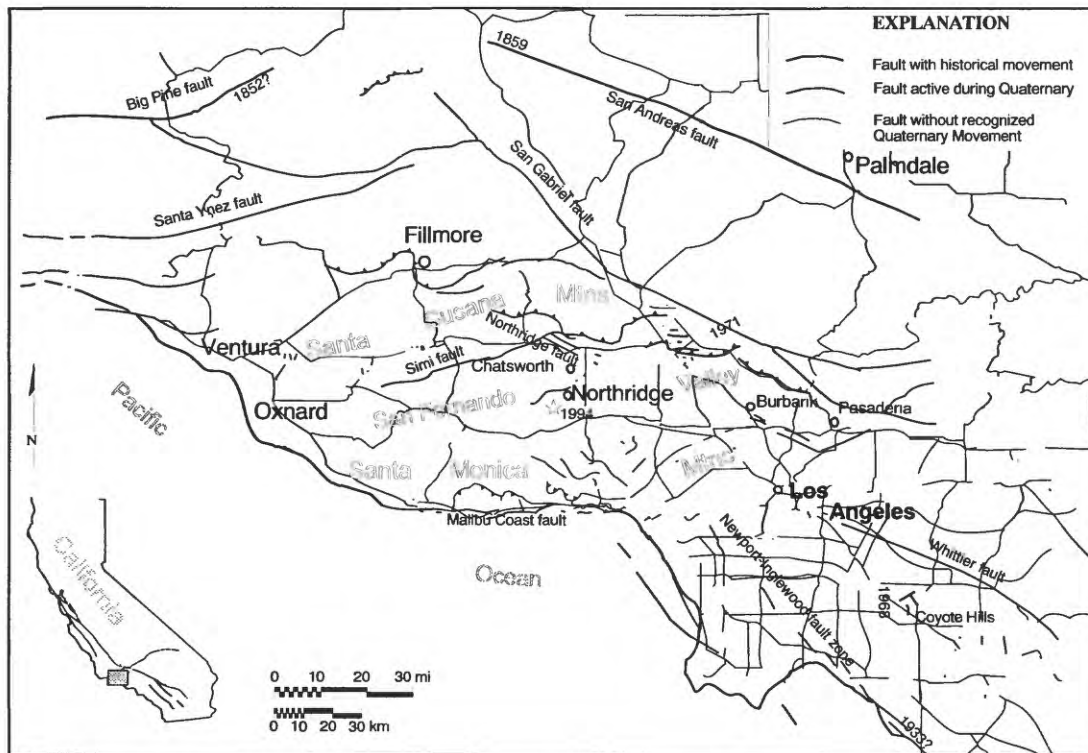 EXPLANATION
Fault with historical movement
Fault active during Quaternary
Fault without recognized
Quaternary Movement
1859
Big Pine fault
1852?
San Andreas fault
Palmdale
San Gabriel fault
Santa Ynez fault
Fillmore
Susana
Mtns
Northridge fault
1971
Ventura
Santa
Simi fault
Chatsworth
Northridge
Valley
Burbank
Pasadena
Oxnard
San Fernando
1994
Pacific
N
Santa
Monica
Mtns
Los
Angeles
Malibu Coast fault
Newport-Inglewood fault zone
Whittier fault
Ocean
1968
Coyote Hills
California
0 10 20 30 mi
0 10 20 30 km
1933?